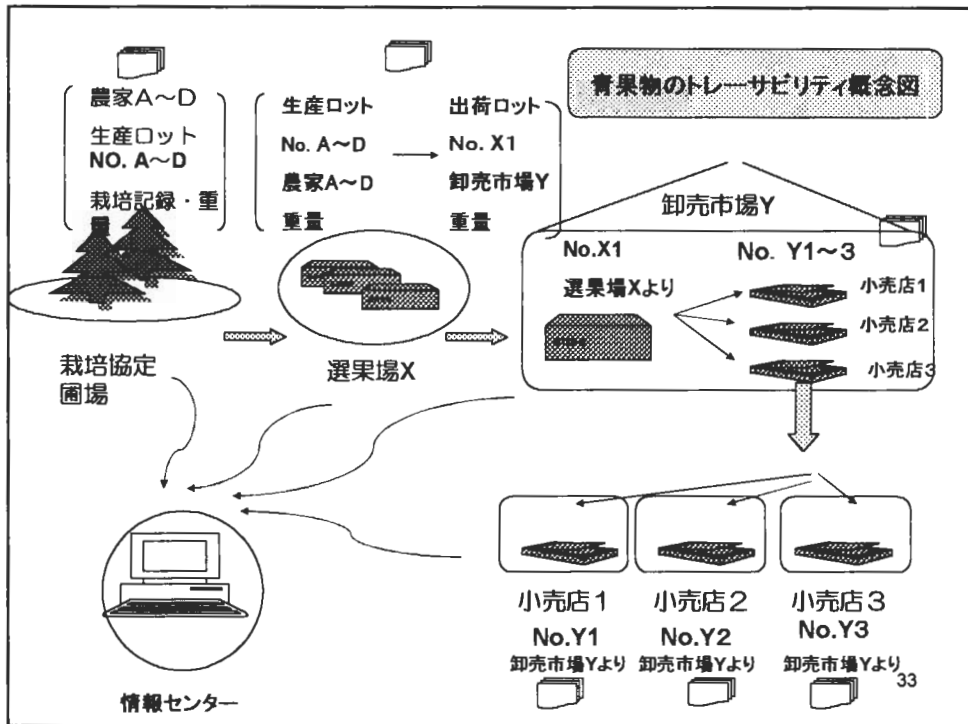 青果物のトレーサビリティ概念図
農家A〜D
生産ロット
NO. A〜D
栽培記録・重
量
生産ロット
No. A〜D
農家A〜D
重量
出荷ロット
No. X1
卸売市場Y
重量
卸売市場Y
No.X1
選果場Xより
No. Y1〜3
小売店1
小売店2
小売店3
栽培協定
圃場
選果場X
情報センター
小売店1
No.Y1
卸売市場Yより
小売店2
No.Y2
卸売市場Yより
小売店3
No.Y3
卸売市場Yより
33